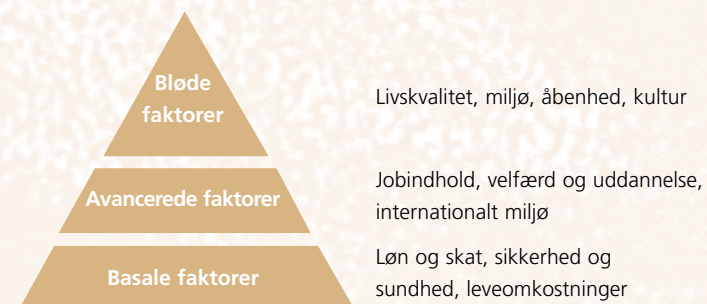 Bløde
faktorer
Livskvalitet, miljø, åbenhed, kultur
Avancerede faktorer
Jobindhold, velfærd og uddannelse,
internationalt miljø
Basale faktorer
Løn og skat, sikkerhed og
sundhed, leveomkostninger